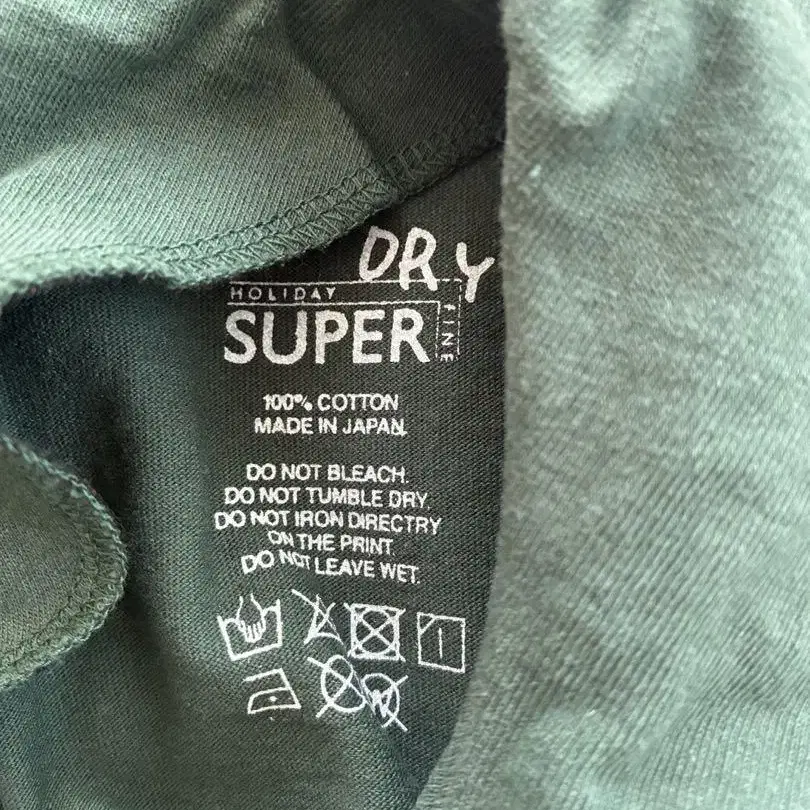 DRY
HOLIDAY
SUPER
FINE
100% COTTON
MADE IN JAPAN.
DO NOT BLEACH.
DO NOT TUMBLE DRY.
DO NOT IRON DIRECTRY
ON THE PRINT.
DO NOT LEAVE WET.